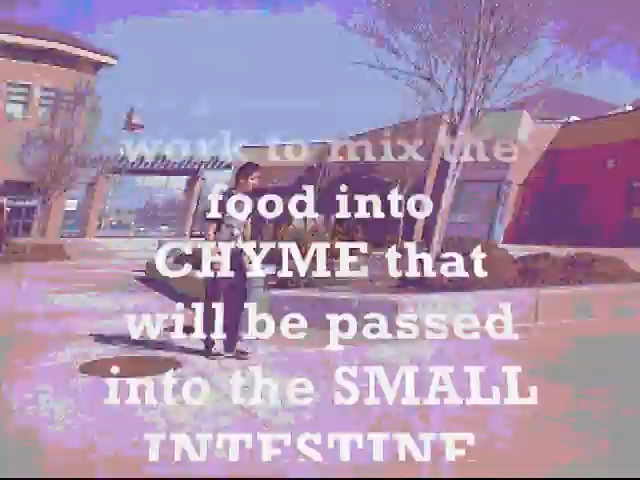 work to mix the
food into
CHYME that
will be passed
into the SMALL
INTESTINE